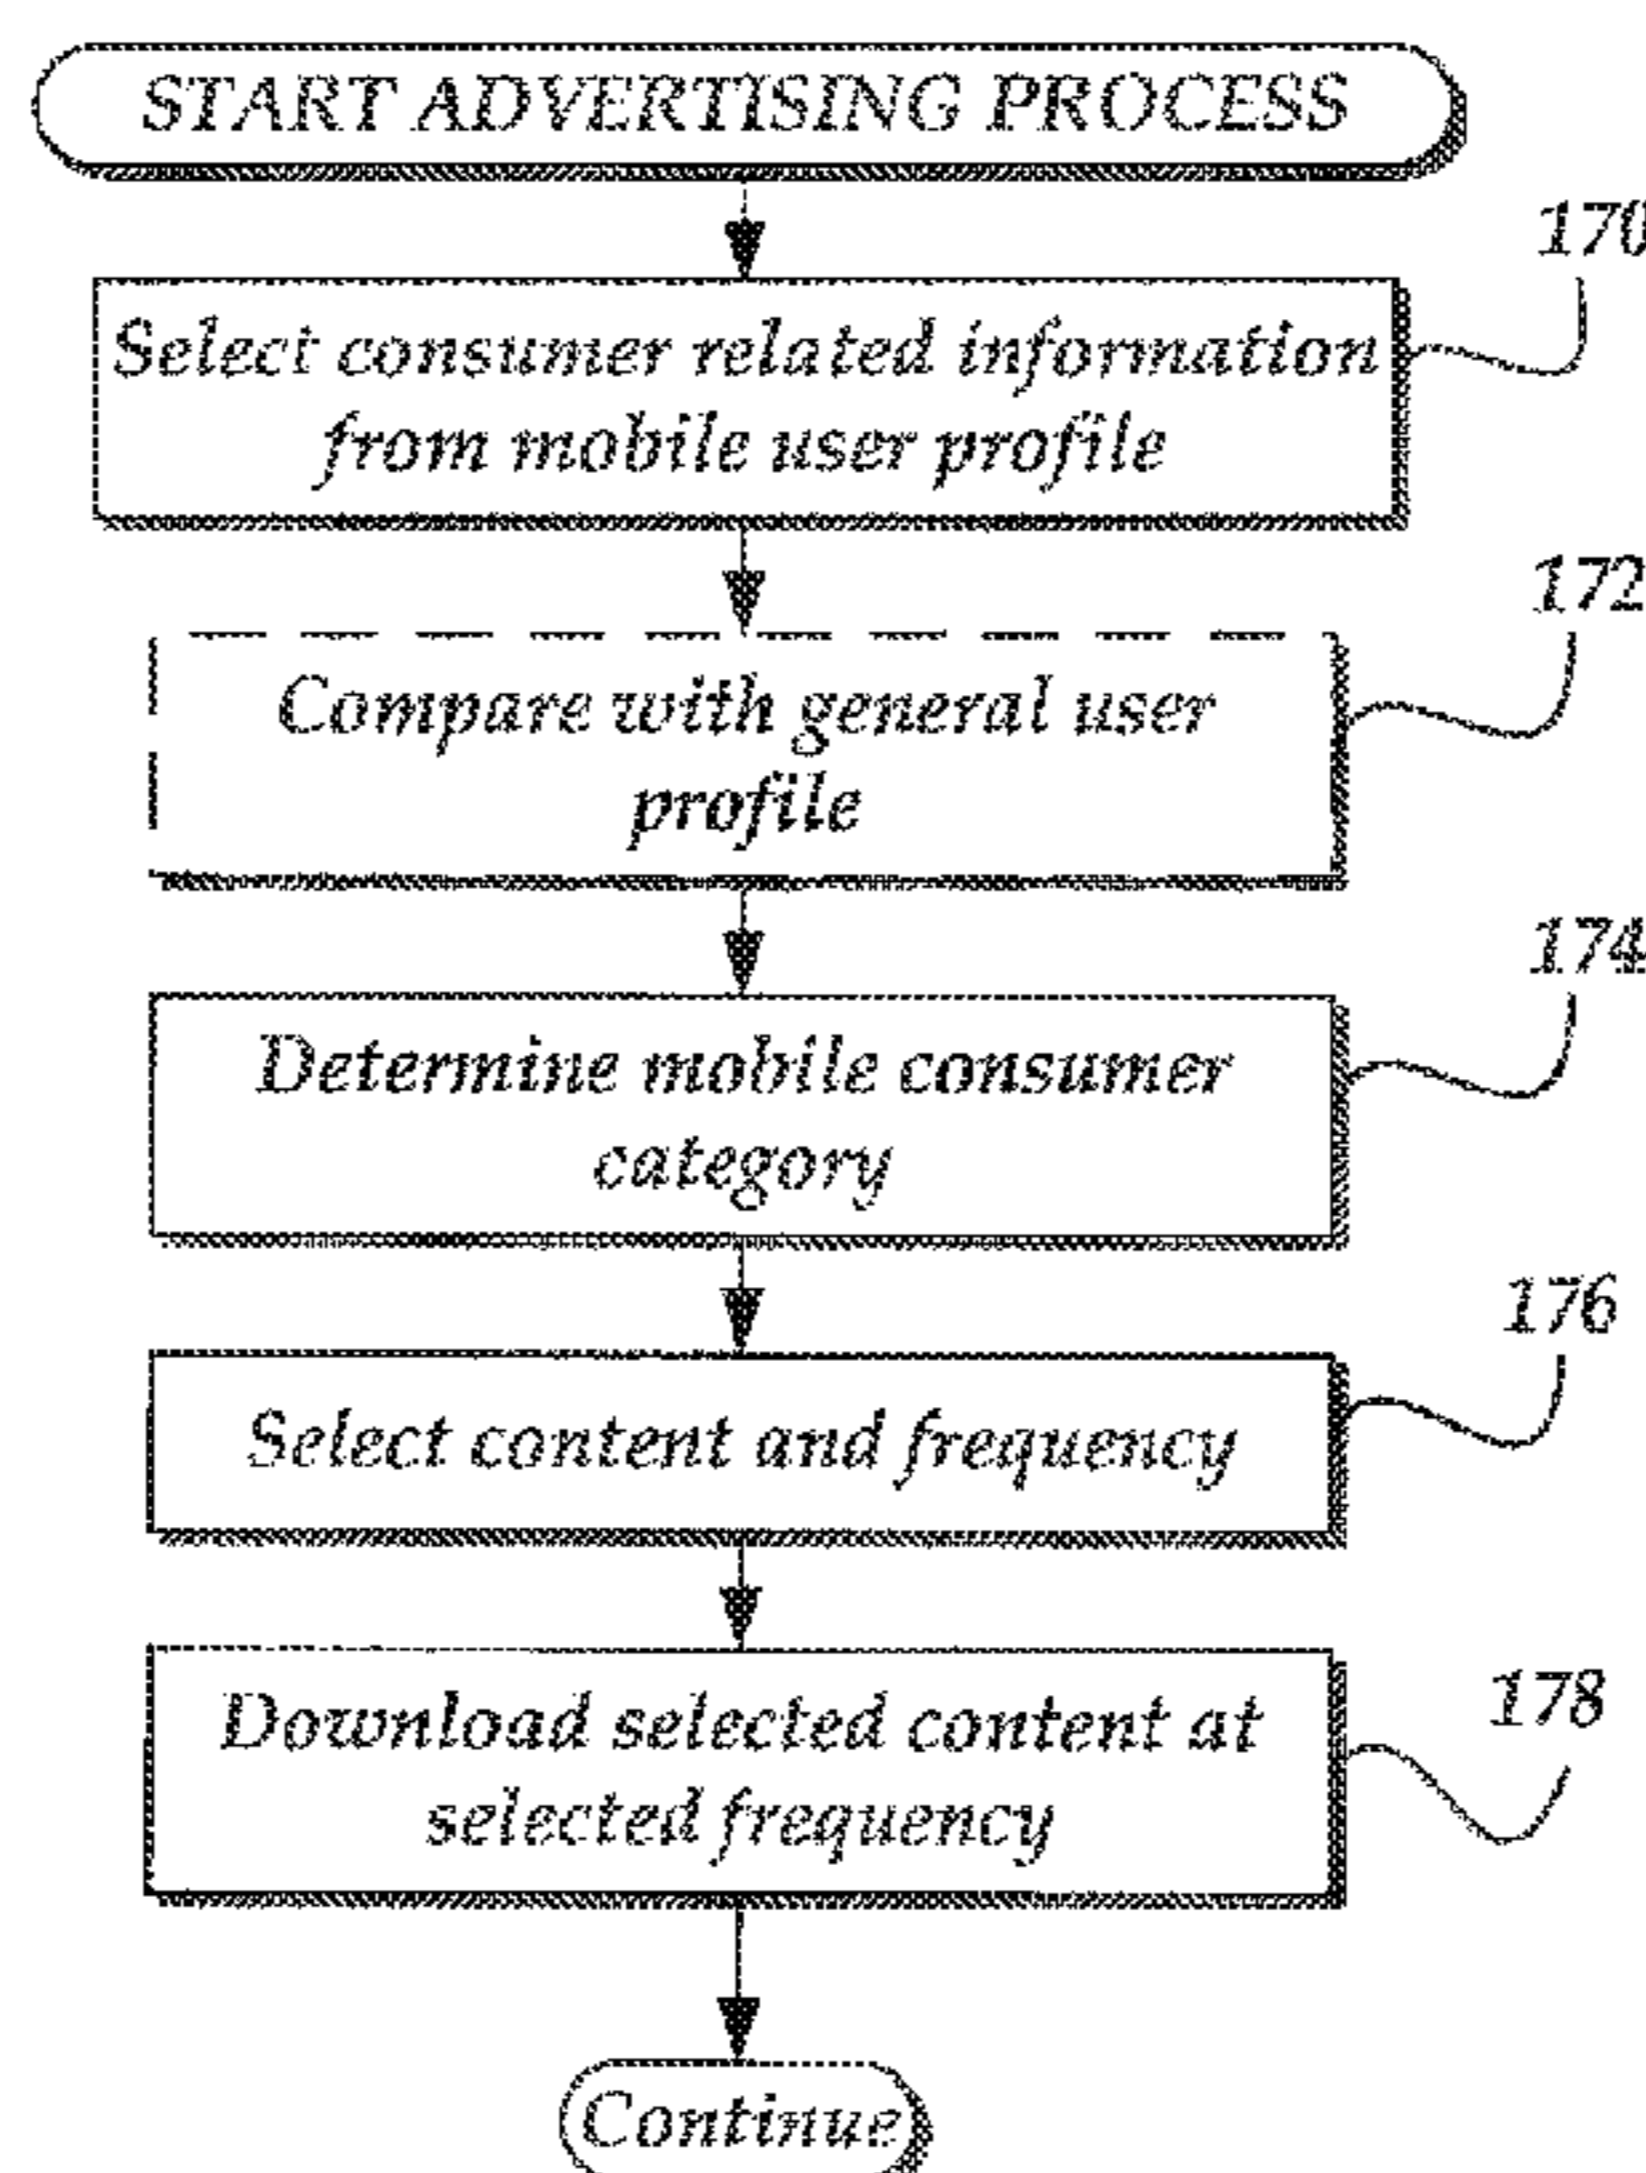 START ADVERTISING PROCESS
170
Select consumer related information
from mobile user profile
172
Compare with general user
profile
174
Determine mobile consumer
category
176
Select content and frequency
178
Download selected content at
selected frequency
Continue